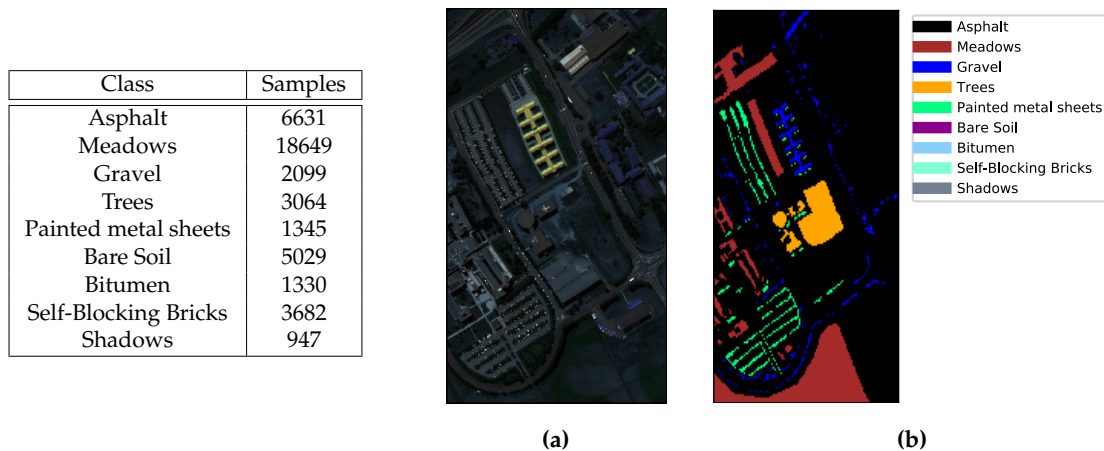 Class Samples
Asphalt 6631
Meadows 18649
Gravel 2099
Trees 3064
Painted metal sheets 1345
Bare Soil 5029
Bitumen 1330
Self-Blocking Bricks 3682
Shadows 947
Asphalt
Meadows
Gravel
Trees
Painted metal sheets
Bare Soil
Bitumen
Self-Blocking Bricks
Shadows
(a)
(b)